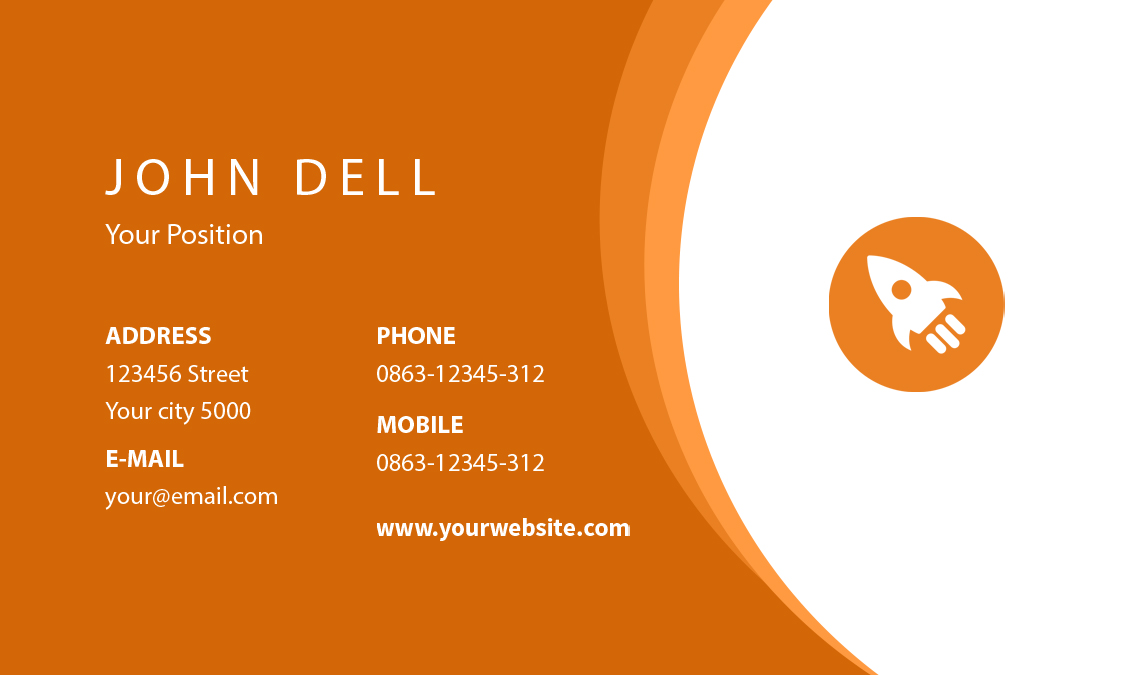 JOHN DELL
Your Position
ADDRESS
123456 Street
Your city 5000
E-MAIL
your@email.com
PHONE
0863-12345-312
MOBILE
0863-12345-312
www.yourwebsite.com